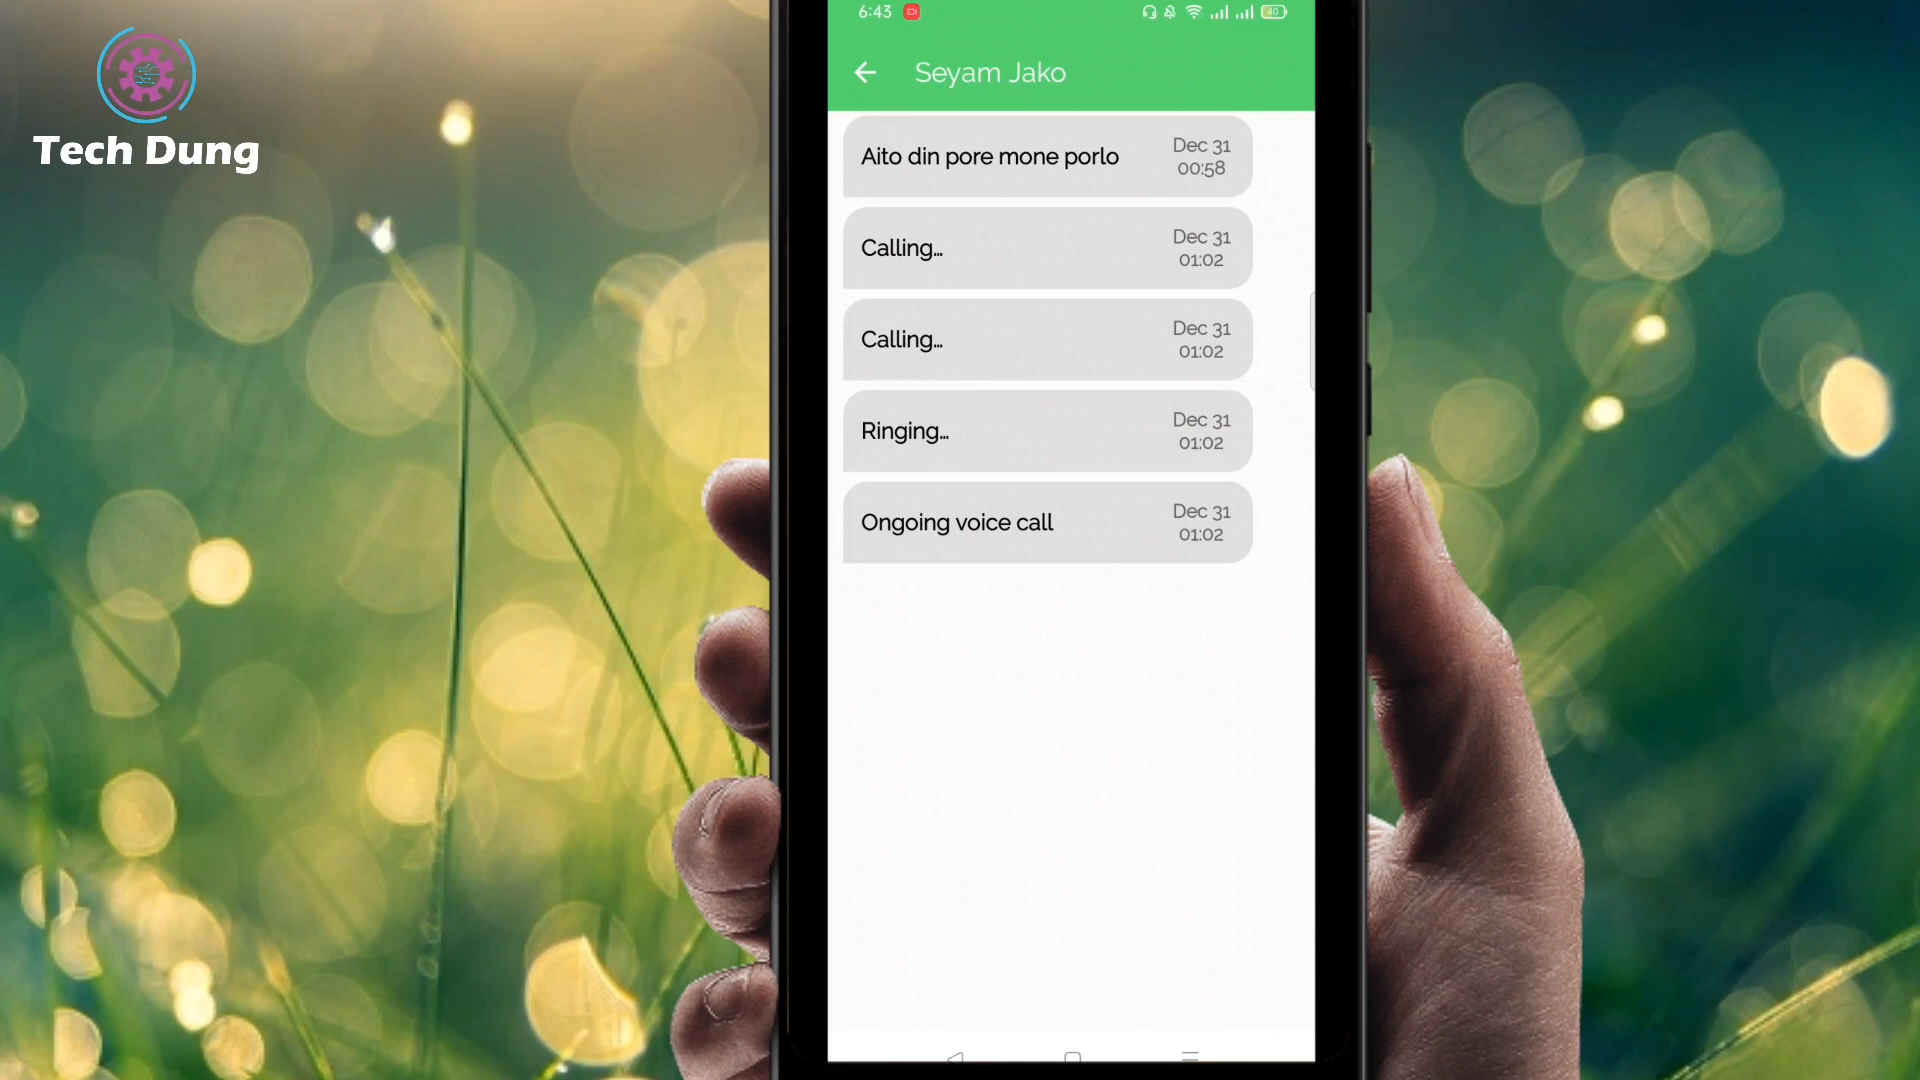 Tech Dung
6:43
40
Seyam Jako
Aito din pore mone porlo
Dec 31
00:58
Calling...
Dec 31
01:02
Calling...
Dec 31
01:02
Ringing...
Dec 31
01:02
Ongoing voice call
Dec 31
01:02